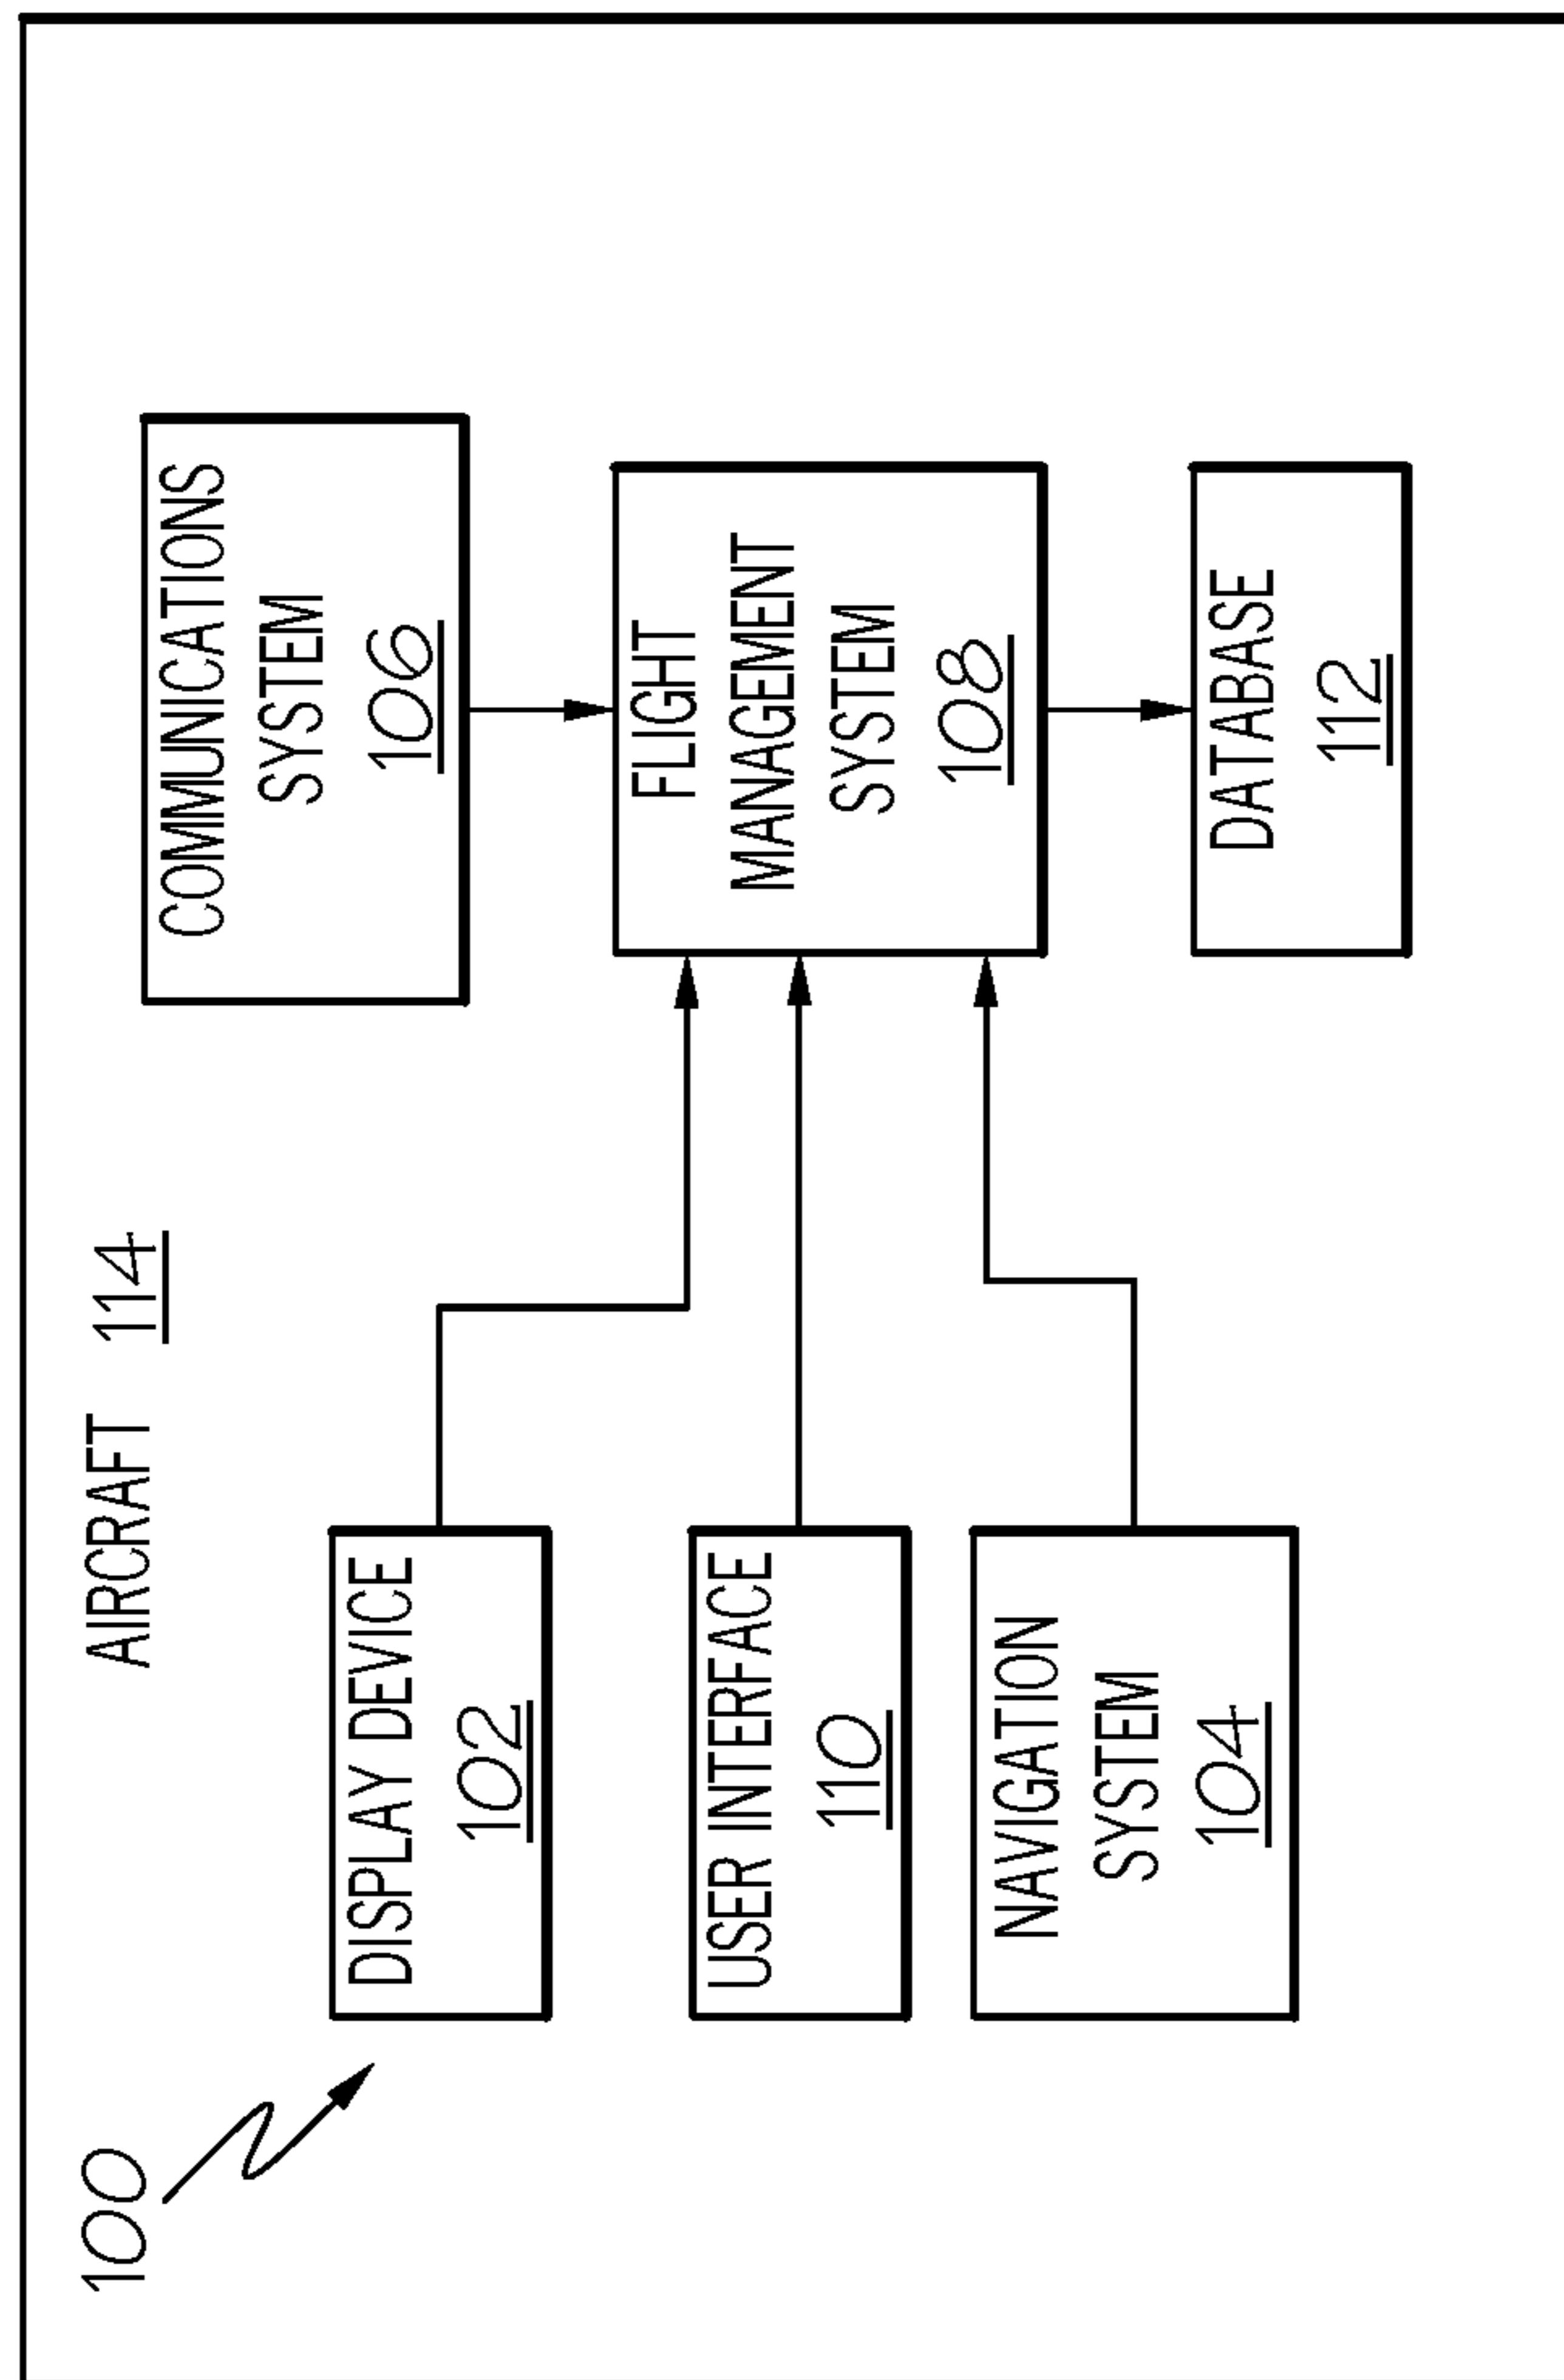 100
AIRCRAFT 114
DISPLAY DEVICE
102
USER INTERFACE
110
NAVIGATION
SYSTEM
104
COMMUNICATIONS
SYSTEM
106
FLIGHT
MANAGEMENT
SYSTEM
108
DATABASE
112